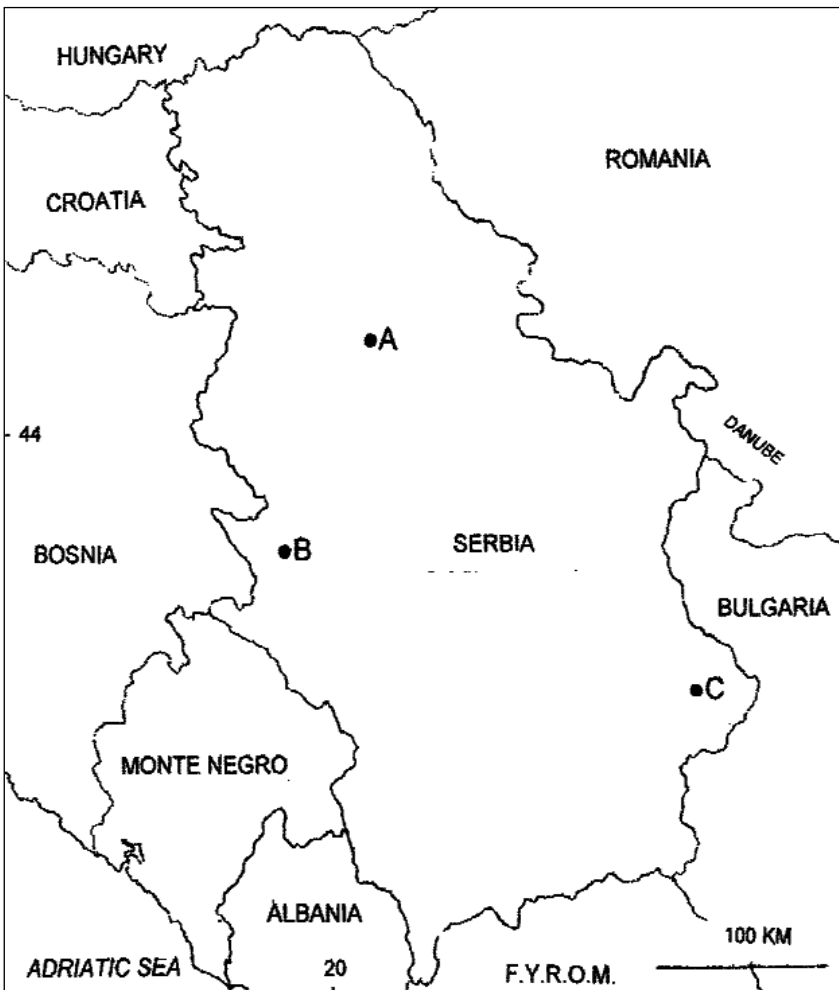 HUNGARY
ROMANIA
CROATIA
A
- 44
DANUBE
BOSNIA
B
SERBIA
BULGARIA
C
MONTE NEGRO
ALBANIA
100 KM
ADRIATIC SEA
20
F.Y.R.O.M.